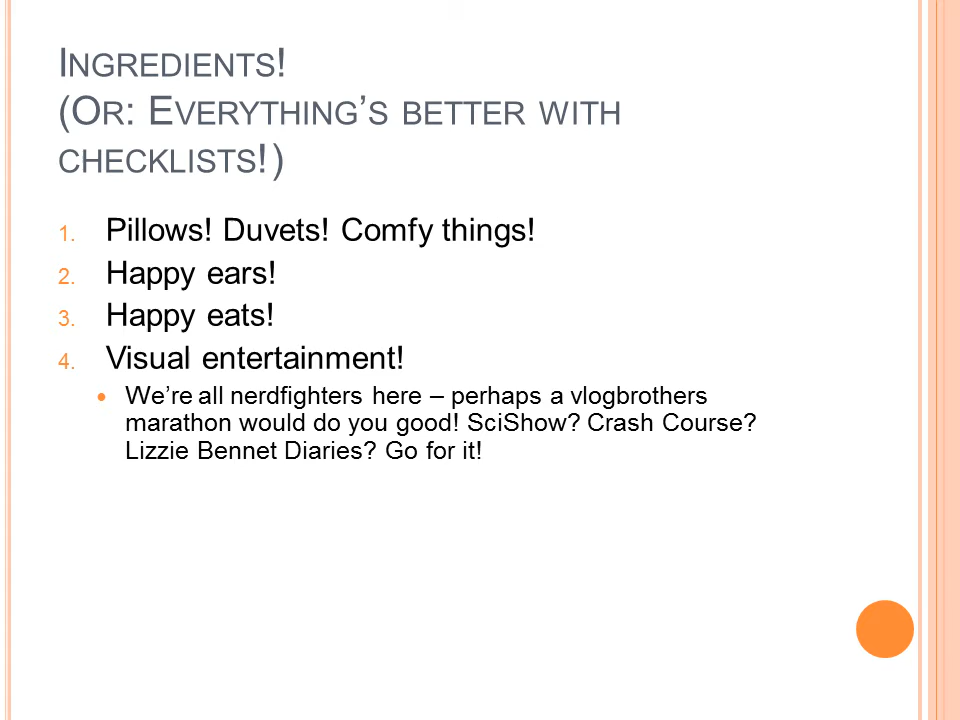 Ingredients!
(Or: Everything’s better with
checklists!)
1. Pillows! Duvets! Comfy things!
2. Happy ears!
3. Happy eats!
4. Visual entertainment!
• We’re all nerdfighters here – perhaps a vlogbrothers
marathon would do you good! SciShow? Crash Course?
Lizzie Bennet Diaries? Go for it!